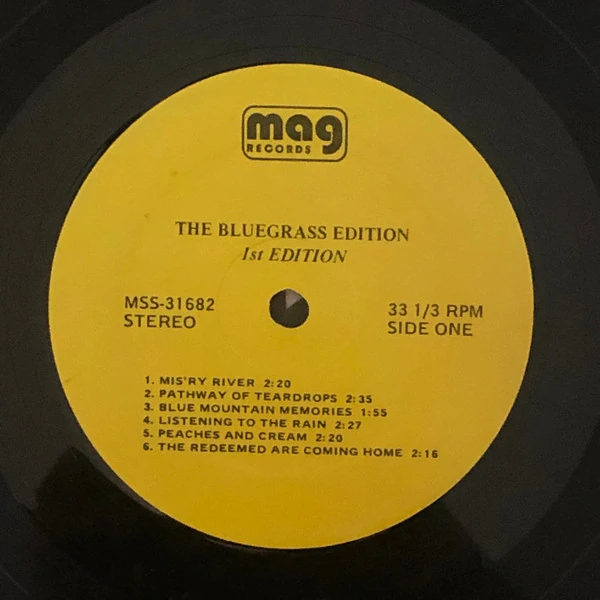 mag
RECORDS
THE BLUEGRASS EDITION
1st EDITION
MSS-31682
STEREO
33 1/3 RPM
SIDE ONE
1. MIS'RY RIVER 2:20
2. PATHWAY OF TEARDROPS 2:35
3. BLUE MOUNTAIN MEMORIES 1:55
4. LISTENING TO THE RAIN 2:27
5. PEACHES AND CREAM 2:20
6. THE REDEEMED ARE COMING HOME 2:16